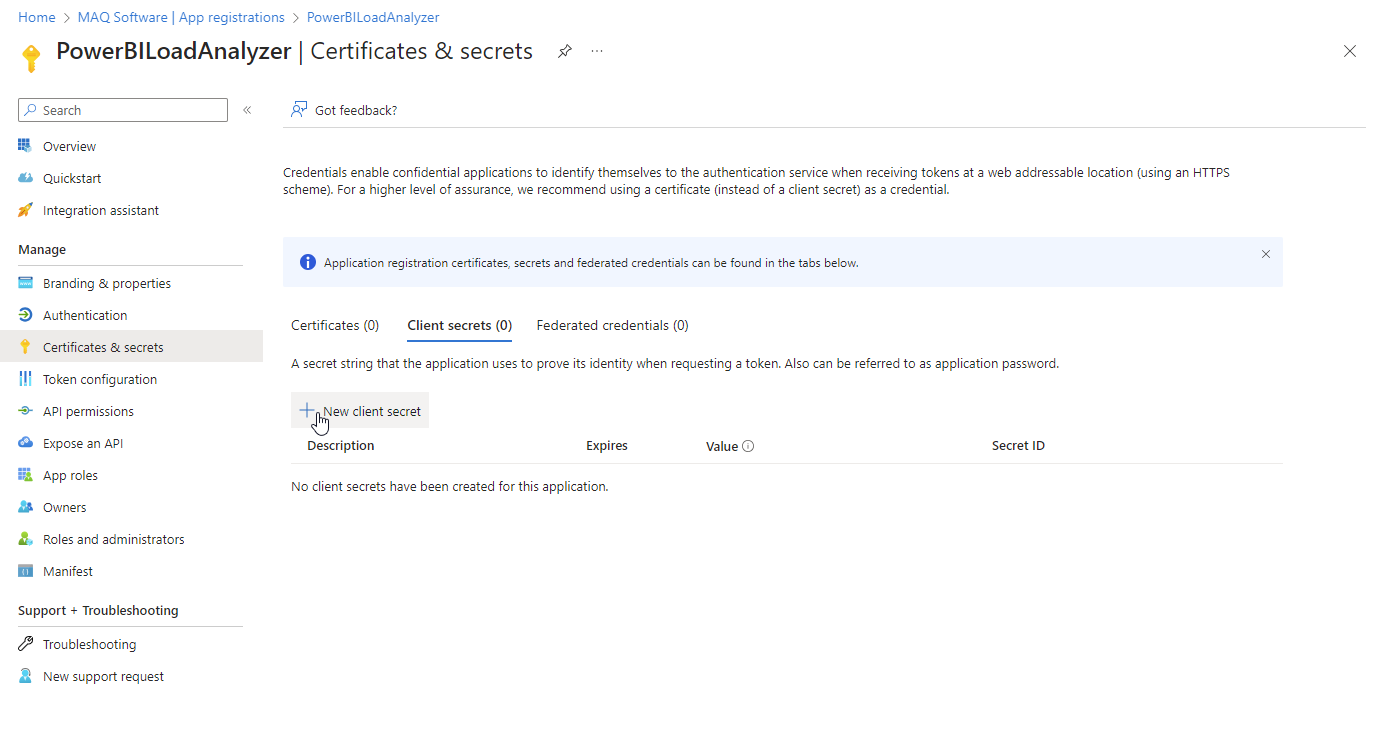 Home > MAQ Software | App registrations > PowerBILoadAnalyzer
PowerBILoadAnalyzer | Certificates & secrets
Search
Overview
Quickstart
Integration assistant
Manage
Branding & properties
Authentication
Certificates & secrets
Token configuration
API permissions
Expose an API
App roles
Owners
Roles and administrators
Manifest
Support + Troubleshooting
Troubleshooting
New support request
Got feedback?
Credentials enable confidential applications to identify themselves to the authentication service when receiving tokens at a web addressable location (using an HTTPS
scheme). For a higher level of assurance, we recommend using a certificate (instead of a client secret) as a credential.
Application registration certificates, secrets and federated credentials can be found in the tabs below.
Certificates (0) Client secrets (0) Federated credentials (0)
A secret string that the application uses to prove its identity when requesting a token. Also can be referred to as application password.
New client secret
Description Expires Value Secret ID
No client secrets have been created for this application.